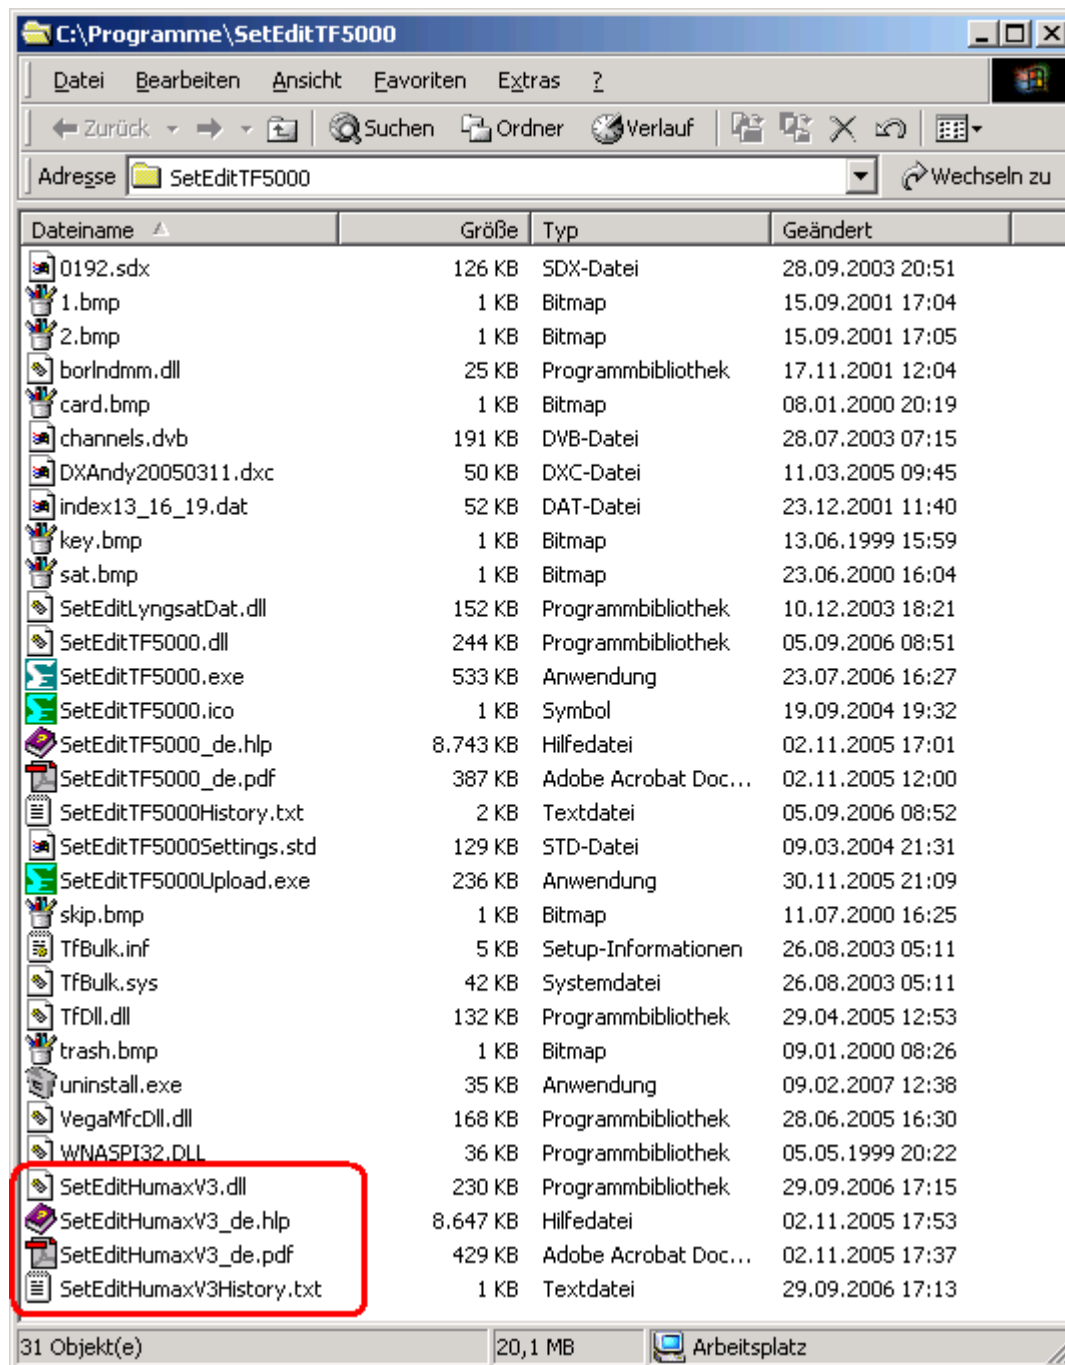 C:\Programme\SetEditTF5000
Datei Bearbeiten Ansicht Favoriten Extras ?
Zurück Suchen Ordner Verlauf
Adresse SetEditTF5000 Wechseln zu
Dateiname Größe Typ Geändert
0192.sdx 126 KB SDX-Datei 28.09.2003 20:51
1.bmp 1 KB Bitmap 15.09.2001 17:04
2.bmp 1 KB Bitmap 15.09.2001 17:05
borlndmm.dll 25 KB Programmbibliothek 17.11.2001 12:04
card.bmp 1 KB Bitmap 08.01.2000 20:19
channels.dvb 191 KB DVB-Datei 28.07.2003 07:15
DXAndy20050311.dxc 50 KB DXC-Datei 11.03.2005 09:45
index13_16_19.dat 52 KB DAT-Datei 23.12.2001 11:40
key.bmp 1 KB Bitmap 13.06.1999 15:59
sat.bmp 1 KB Bitmap 23.06.2000 16:04
SetEditLyngsatDat.dll 152 KB Programmbibliothek 10.12.2003 18:21
SetEditTF5000.dll 244 KB Programmbibliothek 05.09.2006 08:51
SetEditTF5000.exe 533 KB Anwendung 23.07.2006 16:27
SetEditTF5000.ico 1 KB Symbol 19.09.2004 19:32
SetEditTF5000_de.hlp 8.743 KB Hilfedatei 02.11.2005 17:01
SetEditTF5000_de.pdf 387 KB Adobe Acrobat Doc... 02.11.2005 12:00
SetEditTF5000History.txt 2 KB Textdatei 05.09.2006 08:52
SetEditTF5000Settings.std 129 KB STD-Datei 09.03.2004 21:31
SetEditTF5000Upload.exe 236 KB Anwendung 30.11.2005 21:09
skip.bmp 1 KB Bitmap 11.07.2000 16:25
TfBulk.inf 5 KB Setup-Informationen 26.08.2003 05:11
TfBulk.sys 42 KB Systemdatei 26.08.2003 05:11
TfDll.dll 132 KB Programmbibliothek 29.04.2005 12:53
trash.bmp 1 KB Bitmap 09.01.2000 08:26
uninstall.exe 35 KB Anwendung 09.02.2007 12:38
VegaMfcDll.dll 168 KB Programmbibliothek 28.06.2005 16:30
WNASPI32.DLL 36 KB Programmbibliothek 05.05.1999 20:22
SetEditHumaxV3.dll 230 KB Programmbibliothek 29.09.2006 17:15
SetEditHumaxV3_de.hlp 8.647 KB Hilfedatei 02.11.2005 17:53
SetEditHumaxV3_de.pdf 429 KB Adobe Acrobat Doc... 02.11.2005 17:37
SetEditHumaxV3History.txt 1 KB Textdatei 29.09.2006 17:13
31 Objekt(e) 20,1 MB Arbeitsplatz